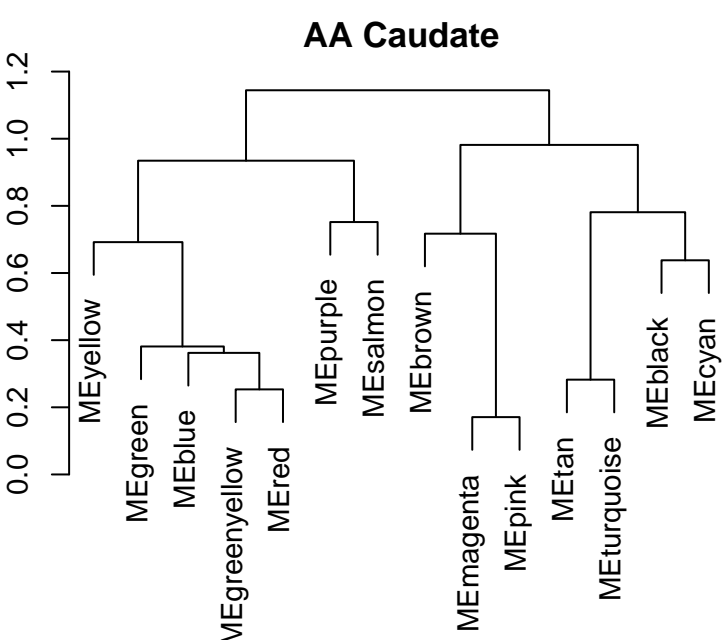 AA Caudate
1.2
1.0
0.8
0.6
0.4
0.2
0.0
MEyellow
MEgreen
MEblue
MEgreenyellow
MEred
MEpurple
MEsalmon
MEbrown
MEmagenta
MEpink
MEtan
MEturquoise
MEblack
MEcyan